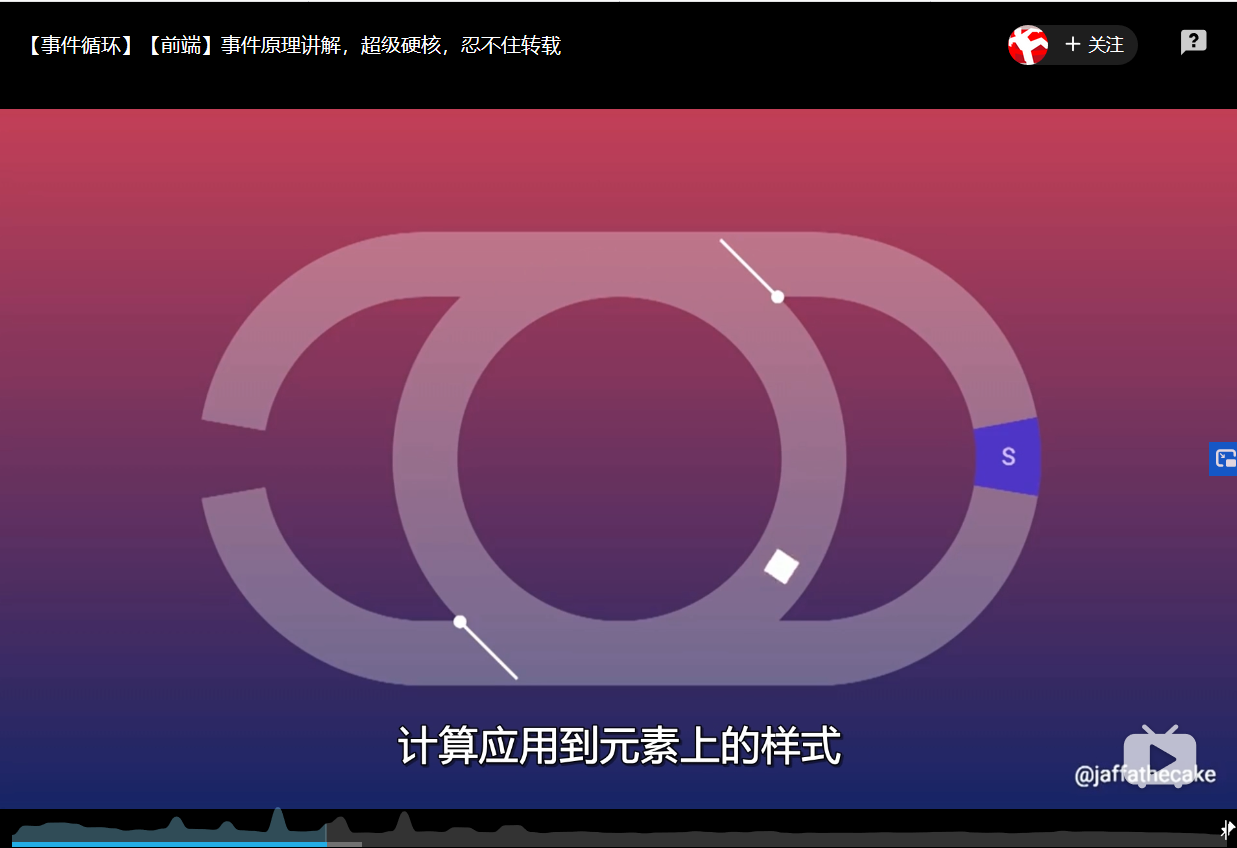 【事件循环】【前端】事件原理讲解，超级硬核，忍不住转载
+ 关注
?
S
计算应用到元素上的样式
@jaffathecake